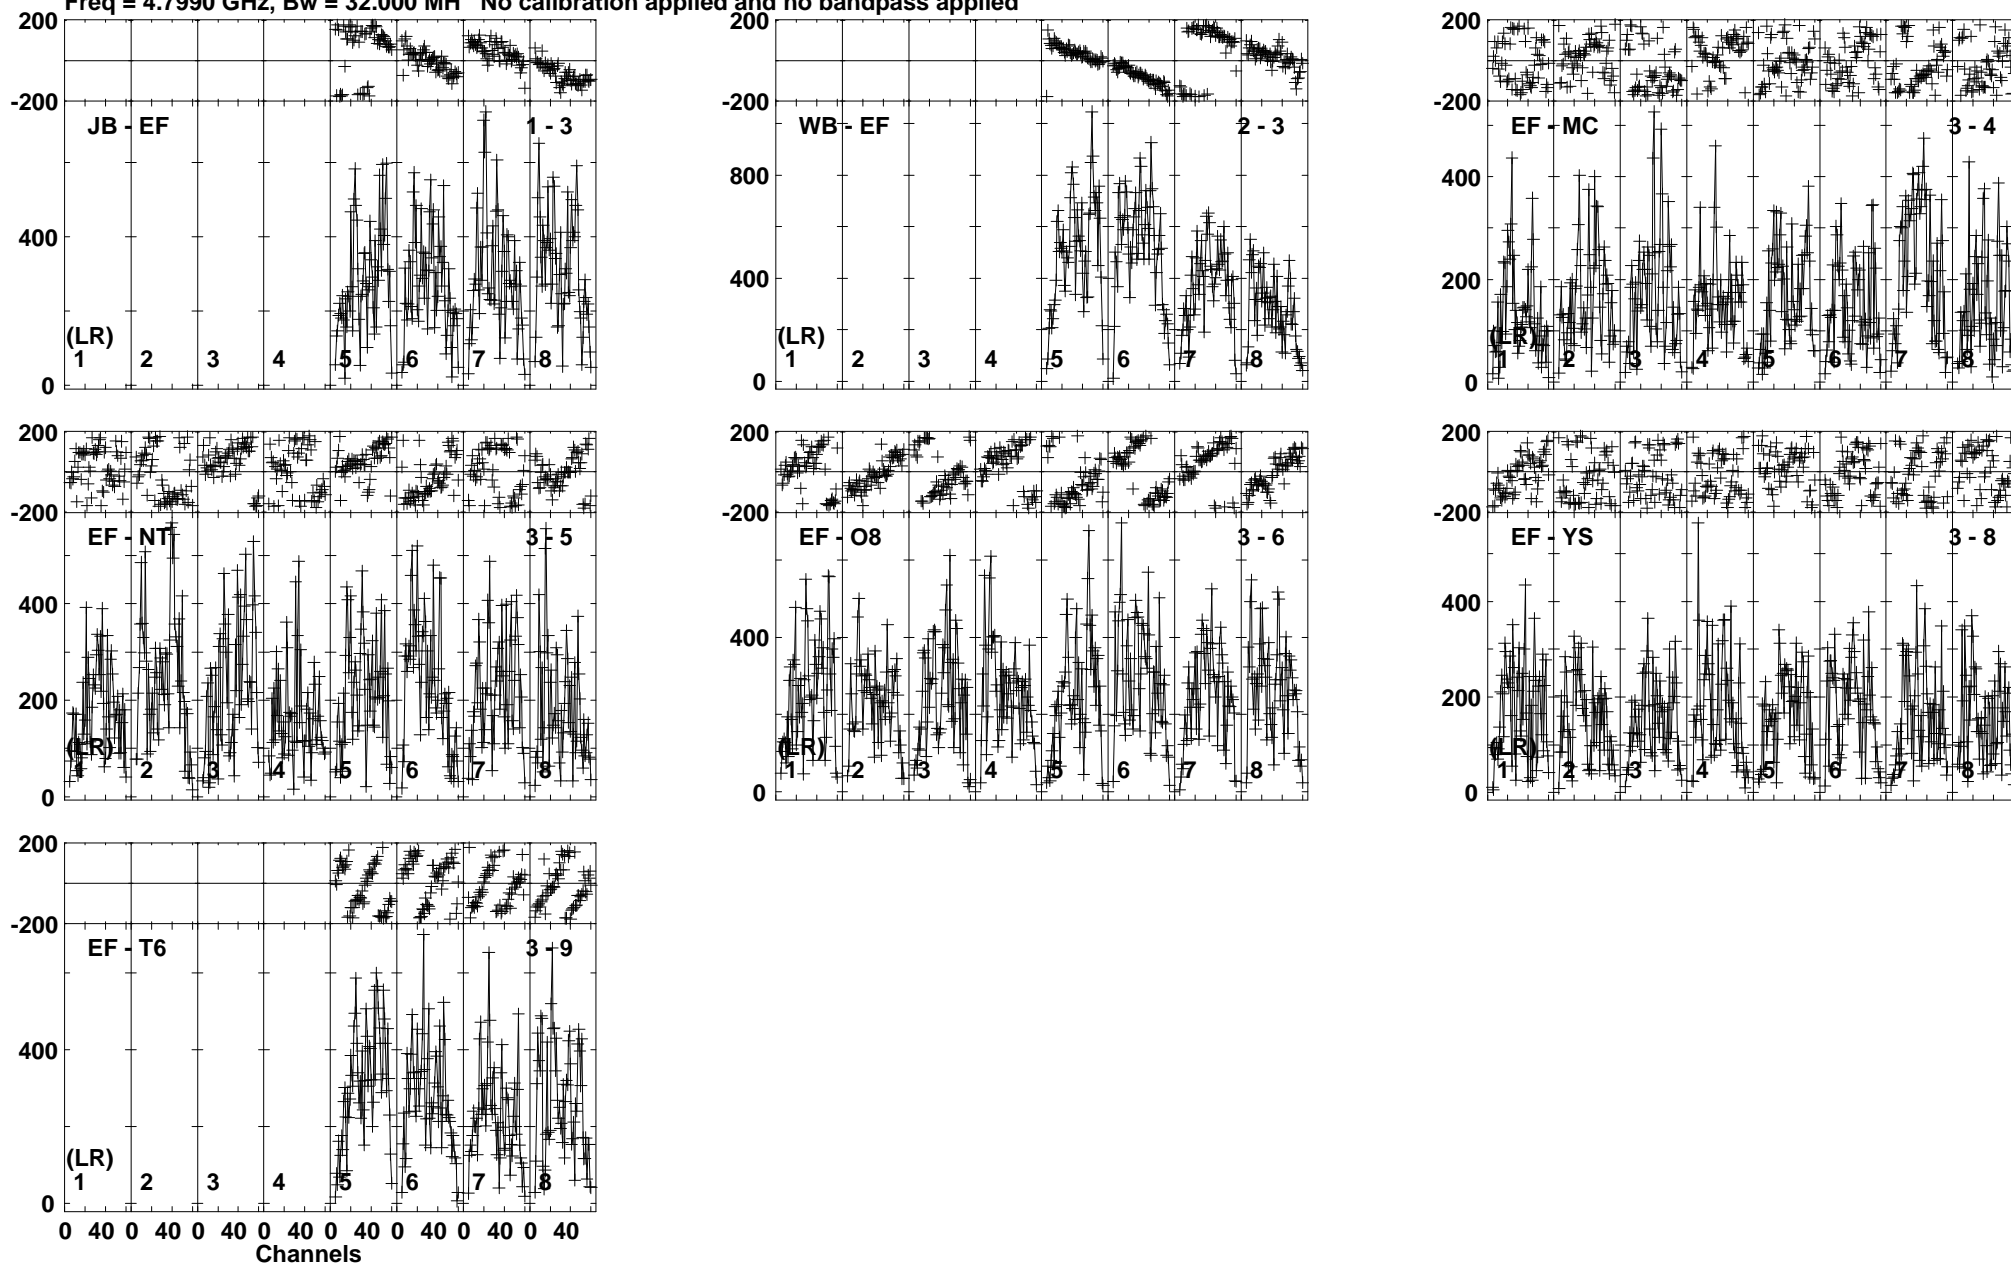 Freq = 4.7990 GHz, Bw = 32.000 MH No calibration applied and no bandpass applied
200
-200
JB - EF 1 - 3
400
(LR)
1 2 3 4 5 6 7 8
0
200
-200
WB - EF 2 - 3
800
400
(LR)
1 2 3 4 5 6 7 8
0
200
-200
EF - MC 3 - 4
400
200
(LR)
1 2 3 4 5 6 7 8
0
200
-200
EF - NT 3 - 5
400
200
(LR)
1 2 3 4 5 6 7 8
0
200
-200
EF - O8 3 - 6
400
(LR)
1 2 3 4 5 6 7 8
0
200
-200
EF - YS 3 - 8
400
200
(LR)
1 2 3 4 5 6 7 8
0
200
-200
EF - T6 3 - 9
400
(LR)
1 2 3 4 5 6 7 8
0
0 40 0 40 0 40 0 40 0 40 0 40 0 40 0 40
Channels